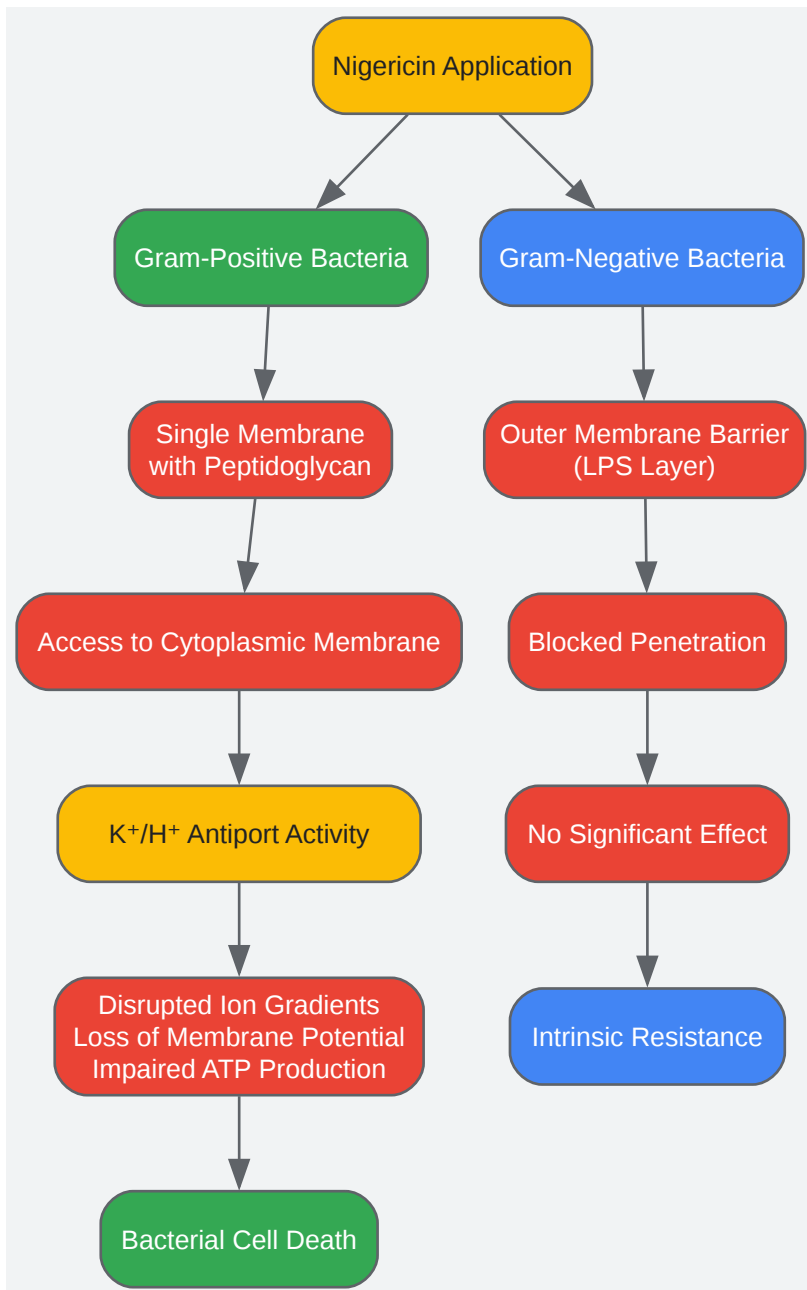 Nigericin Application
Gram-Positive Bacteria
Gram-Negative Bacteria
Single Membrane
with Peptidoglycan
Outer Membrane Barrier
(LPS Layer)
Access to Cytoplasmic Membrane
Blocked Penetration
K⁺/H⁺ Antiport Activity
No Significant Effect
Disrupted Ion Gradients
Loss of Membrane Potential
Impaired ATP Production
Intrinsic Resistance
Bacterial Cell Death